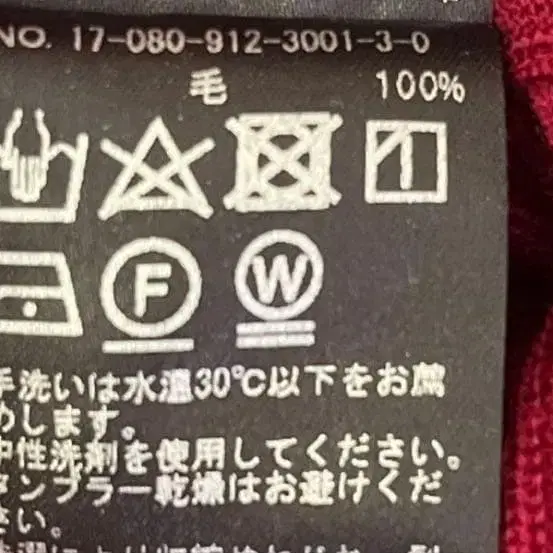 NO. 17-080-912-3001-3-0
毛 100%
F W
手洗いは水温30℃以下をお薦
めします。
中性洗剤を使用してください。
タンブラー乾燥はお避けくだ
さい。